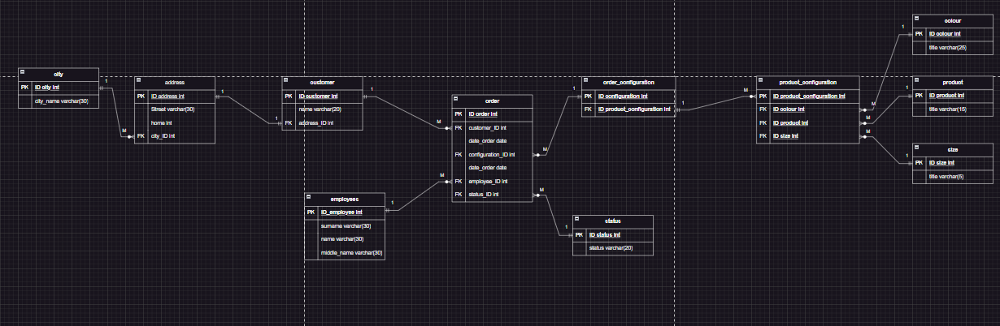 city
PK ID city int
city_name varchar(30)
1
M
address
PK ID address int
Street varchar(30)
home int
FK city_ID int
1
1
customer
PK ID customer int
name varchar(20)
FK address_ID int
1
M
employees
PK ID_employee int
surname varchar(30)
name varchar(30)
middle_name varchar(30)
1
M
order
PK ID order int
FK customer_ID int
date_order date
FK configuration_ID int
date_order date
FK employee_ID int
FK status_ID int
M
1
M
1
status
PK ID status int
status varchar(20)
order_configuration
PK ID configuration int
FK ID product_configuration int
1
M
product_configuration
PK ID product_configuration int
FK ID colour int
FK ID product int
FK ID size int
M
1
M
1
M
1
colour
PK ID colour int
title varchar(25)
product
PK ID product int
title varchar(15)
size
PK ID size int
title varchar(5)